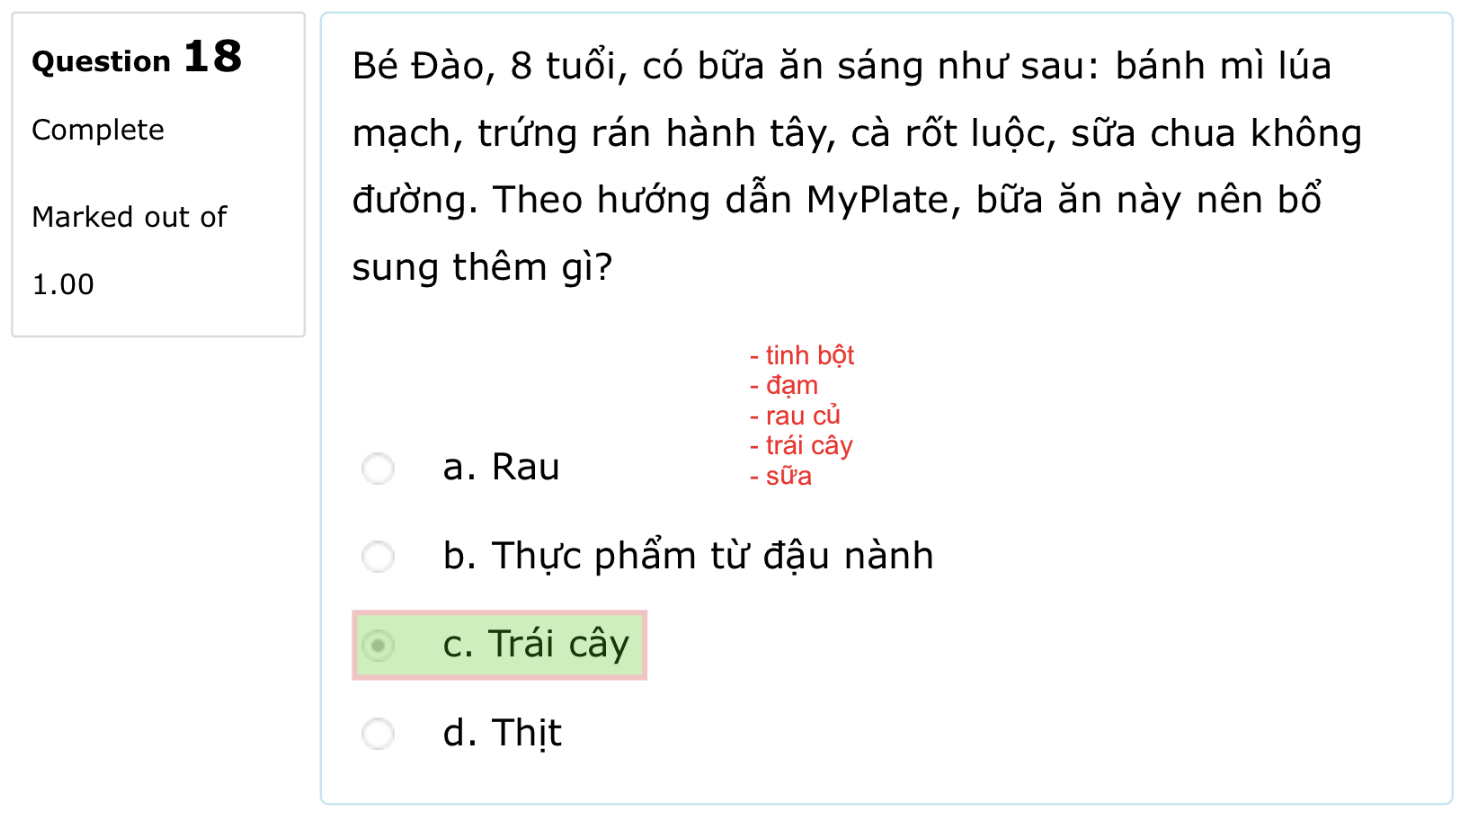 Question 18
Complete
Marked out of
1.00
Bé Đào, 8 tuổi, có bữa ăn sáng như sau: bánh mì lúa
mạch, trứng rán hành tây, cà rốt luộc, sữa chua không
đường. Theo hướng dẫn MyPlate, bữa ăn này nên bổ
sung thêm gì?
- tinh bột
- đạm
- rau củ
- trái cây
- sữa
a. Rau
b. Thực phẩm từ đậu nành
c. Trái cây
d. Thịt